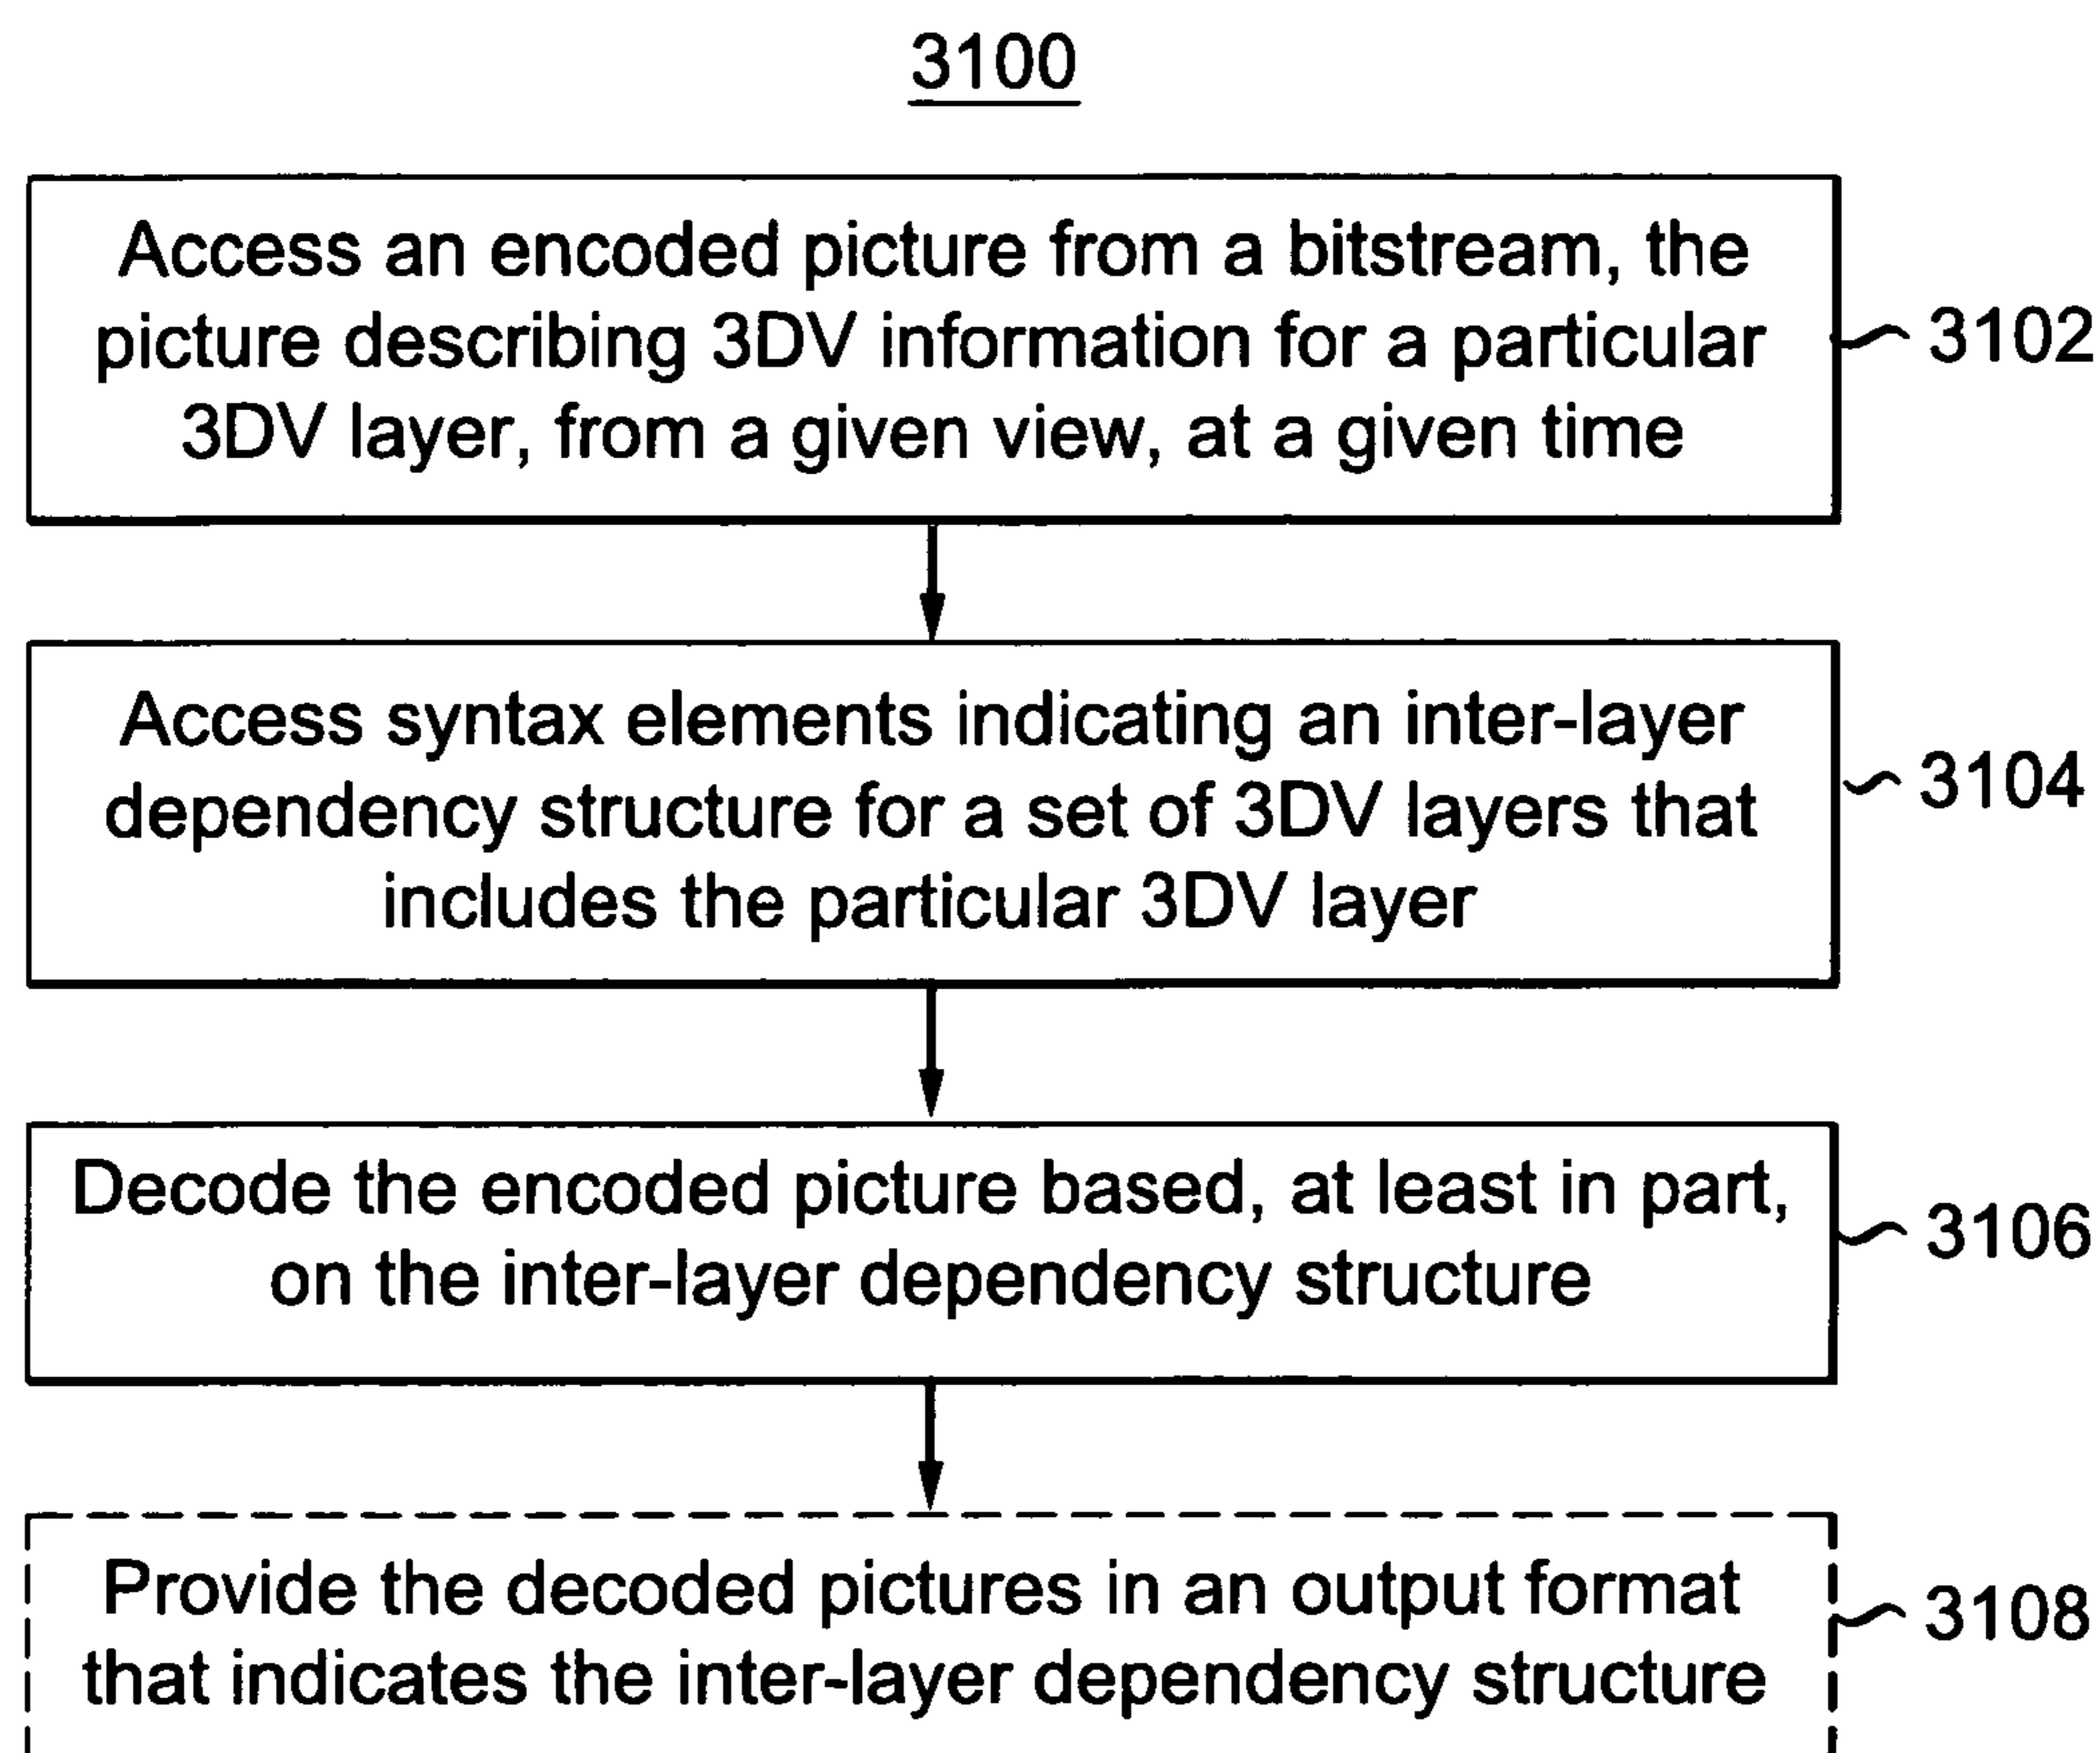 3100
Access an encoded picture from a bitstream, the
picture describing 3DV information for a particular
3DV layer, from a given view, at a given time
3102
Access syntax elements indicating an inter-layer
dependency structure for a set of 3DV layers that
includes the particular 3DV layer
3104
Decode the encoded picture based, at least in part,
on the inter-layer dependency structure
3106
Provide the decoded pictures in an output format
that indicates the inter-layer dependency structure
3108